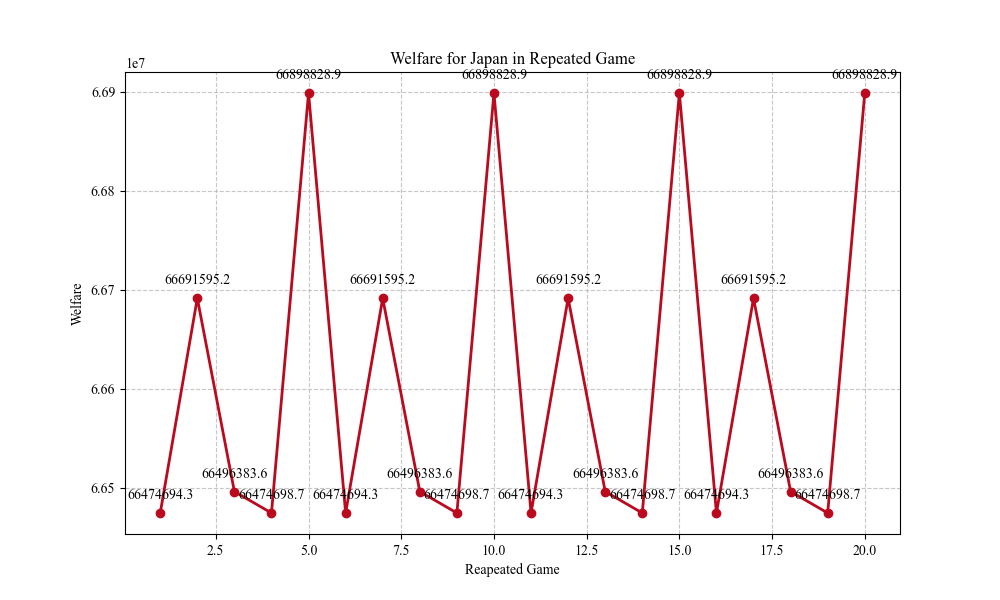 Welfare for Japan in Repeated Game
1e7
66898828.9 66898828.9 66898828.9 66898828.9
6.69
6.68
66691595.2 66691595.2 66691595.2 66691595.2
6.67
Welfare
6.66
66496383.6 66496383.6 66496383.6 66496383.6
6.65
66474694.3 66474698.7 66474694.3 66474698.7 66474694.3 66474698.7 66474694.3 66474698.7
2.5 5.0 7.5 10.0 12.5 15.0 17.5 20.0
Reapeated Game